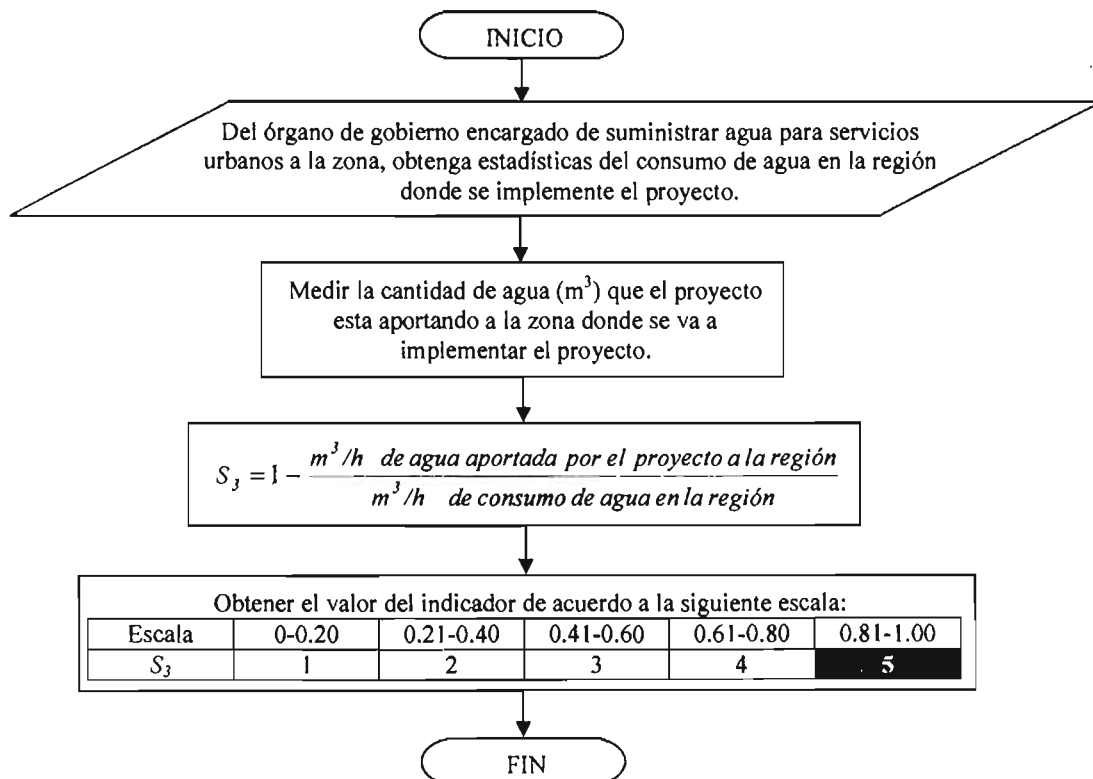 INICIO
Del órgano de gobierno encargado de suministrar agua para servicios
urbanos a la zona, obtenga estadísticas del consumo de agua en la región
donde se implemente el proyecto.
Medir la cantidad de agua (m³) que el proyecto
esta aportando a la zona donde se va a
implementar el proyecto.
S₃ = 1 − m³/h de agua aportada por el proyecto a la región / m³/h de consumo de agua en la región
Obtener el valor del indicador de acuerdo a la siguiente escala:
Escala 0-0.20 0.21-0.40 0.41-0.60 0.61-0.80 0.81-1.00
S₃ 1 2 3 4 5
FIN